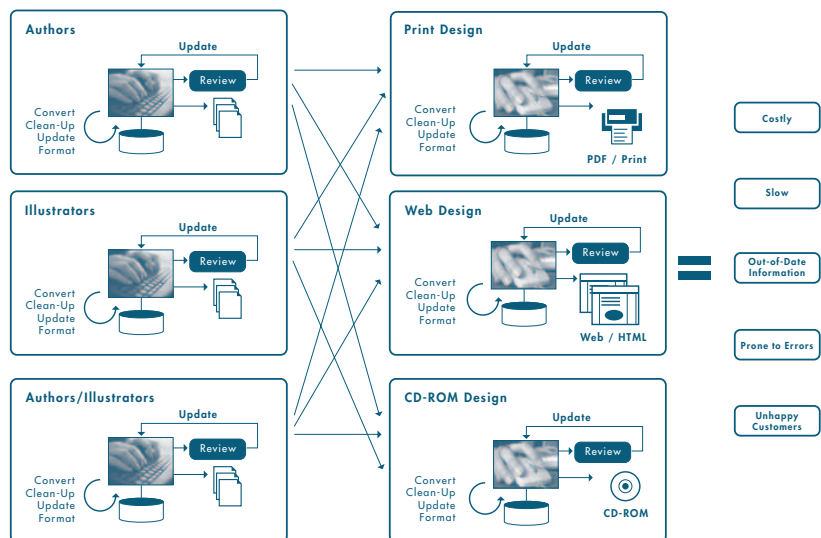 Authors
Update
Review
Convert
Clean-Up
Update
Format
Print Design
Update
Review
Convert
Clean-Up
Update
Format
PDF / Print
Illustrators
Update
Review
Convert
Clean-Up
Update
Format
Web Design
Update
Review
Convert
Clean-Up
Update
Format
Web / HTML
Authors/Illustrators
Update
Review
Convert
Clean-Up
Update
Format
CD-ROM Design
Update
Review
Convert
Clean-Up
Update
Format
CD-ROM
Costly
Slow
Out-of-Date
Information
Prone to Errors
Unhappy
Customers